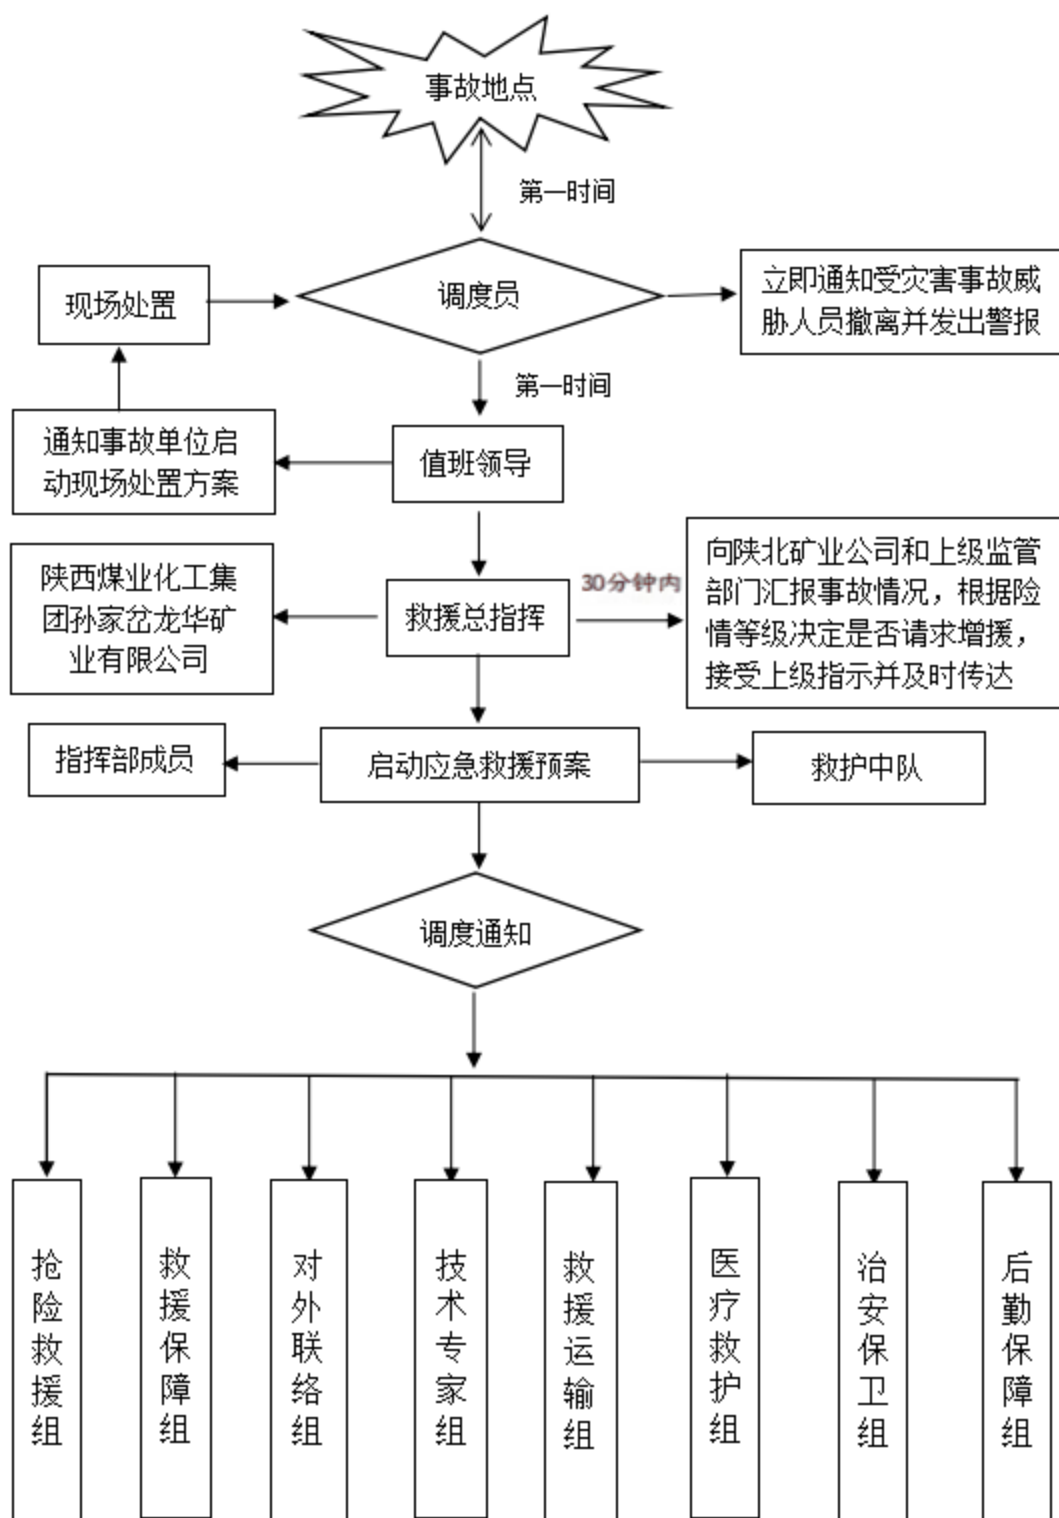 事故地点
第一时间
调度员
现场处置
立即通知受灾害事故威
胁人员撤离并发出警报
第一时间
通知事故单位启
动现场处置方案
值班领导
陕西煤业化工集
团孙家岔龙华矿
业有限公司
救援总指挥
30分钟内
向陕北矿业公司和上级监管
部门汇报事故情况，根据险
情等级决定是否请求增援，
接受上级指示并及时传达
指挥部成员
启动应急救援预案
救护中队
调度通知
抢险救援组
救援保障组
对外联络组
技术专家组
救援运输组
医疗救护组
治安保卫组
后勤保障组